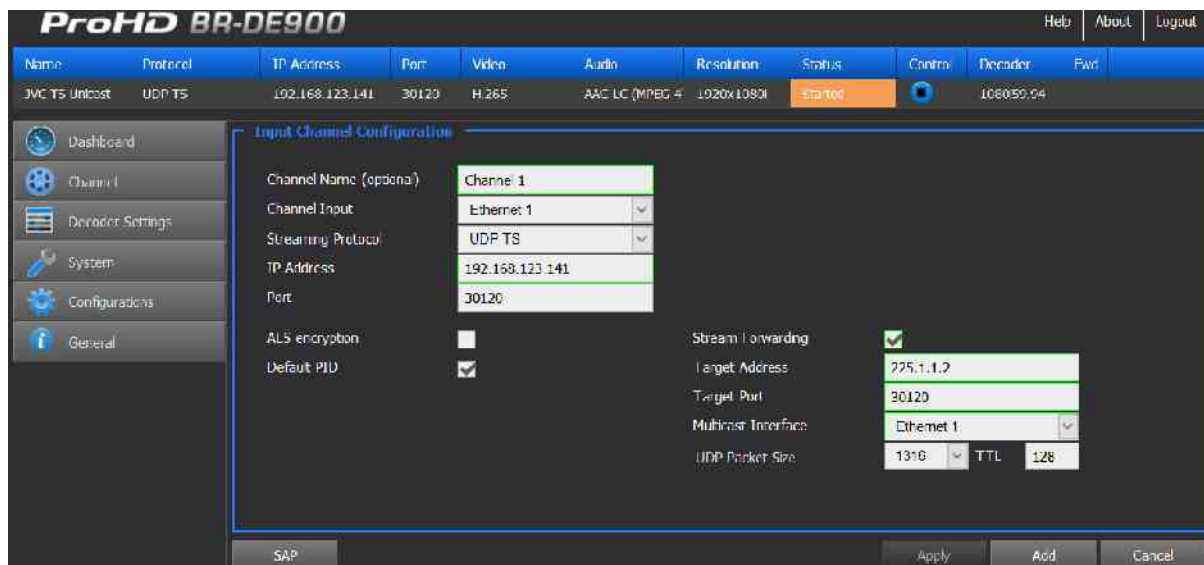 ProHD BR-DE900
Help About Logout
Name Protocol IP Address Port Video Audio Resolution Status Control Decoder Fwd
JVC TS Unicast UDP TS 192.168.123.141 30120 H.265 AAC LC (MPEG 4 1920x1080i Started 1080i59.94
Dashboard
Channel
Decoder Settings
System
Configurations
General
Input Channel Configuration
Channel Name (optional) Channel 1
Channel Input Ethernet 1
Streaming Protocol UDP TS
IP Address 192.168.123.141
Port 30120
AES encryption Stream Forwarding
Default PID Target Address 225.1.1.2
Target Port 30120
Multicast Interface Ethernet 1
UDP Packet Size 1316 TTL 128
SAP Apply Add Cancel